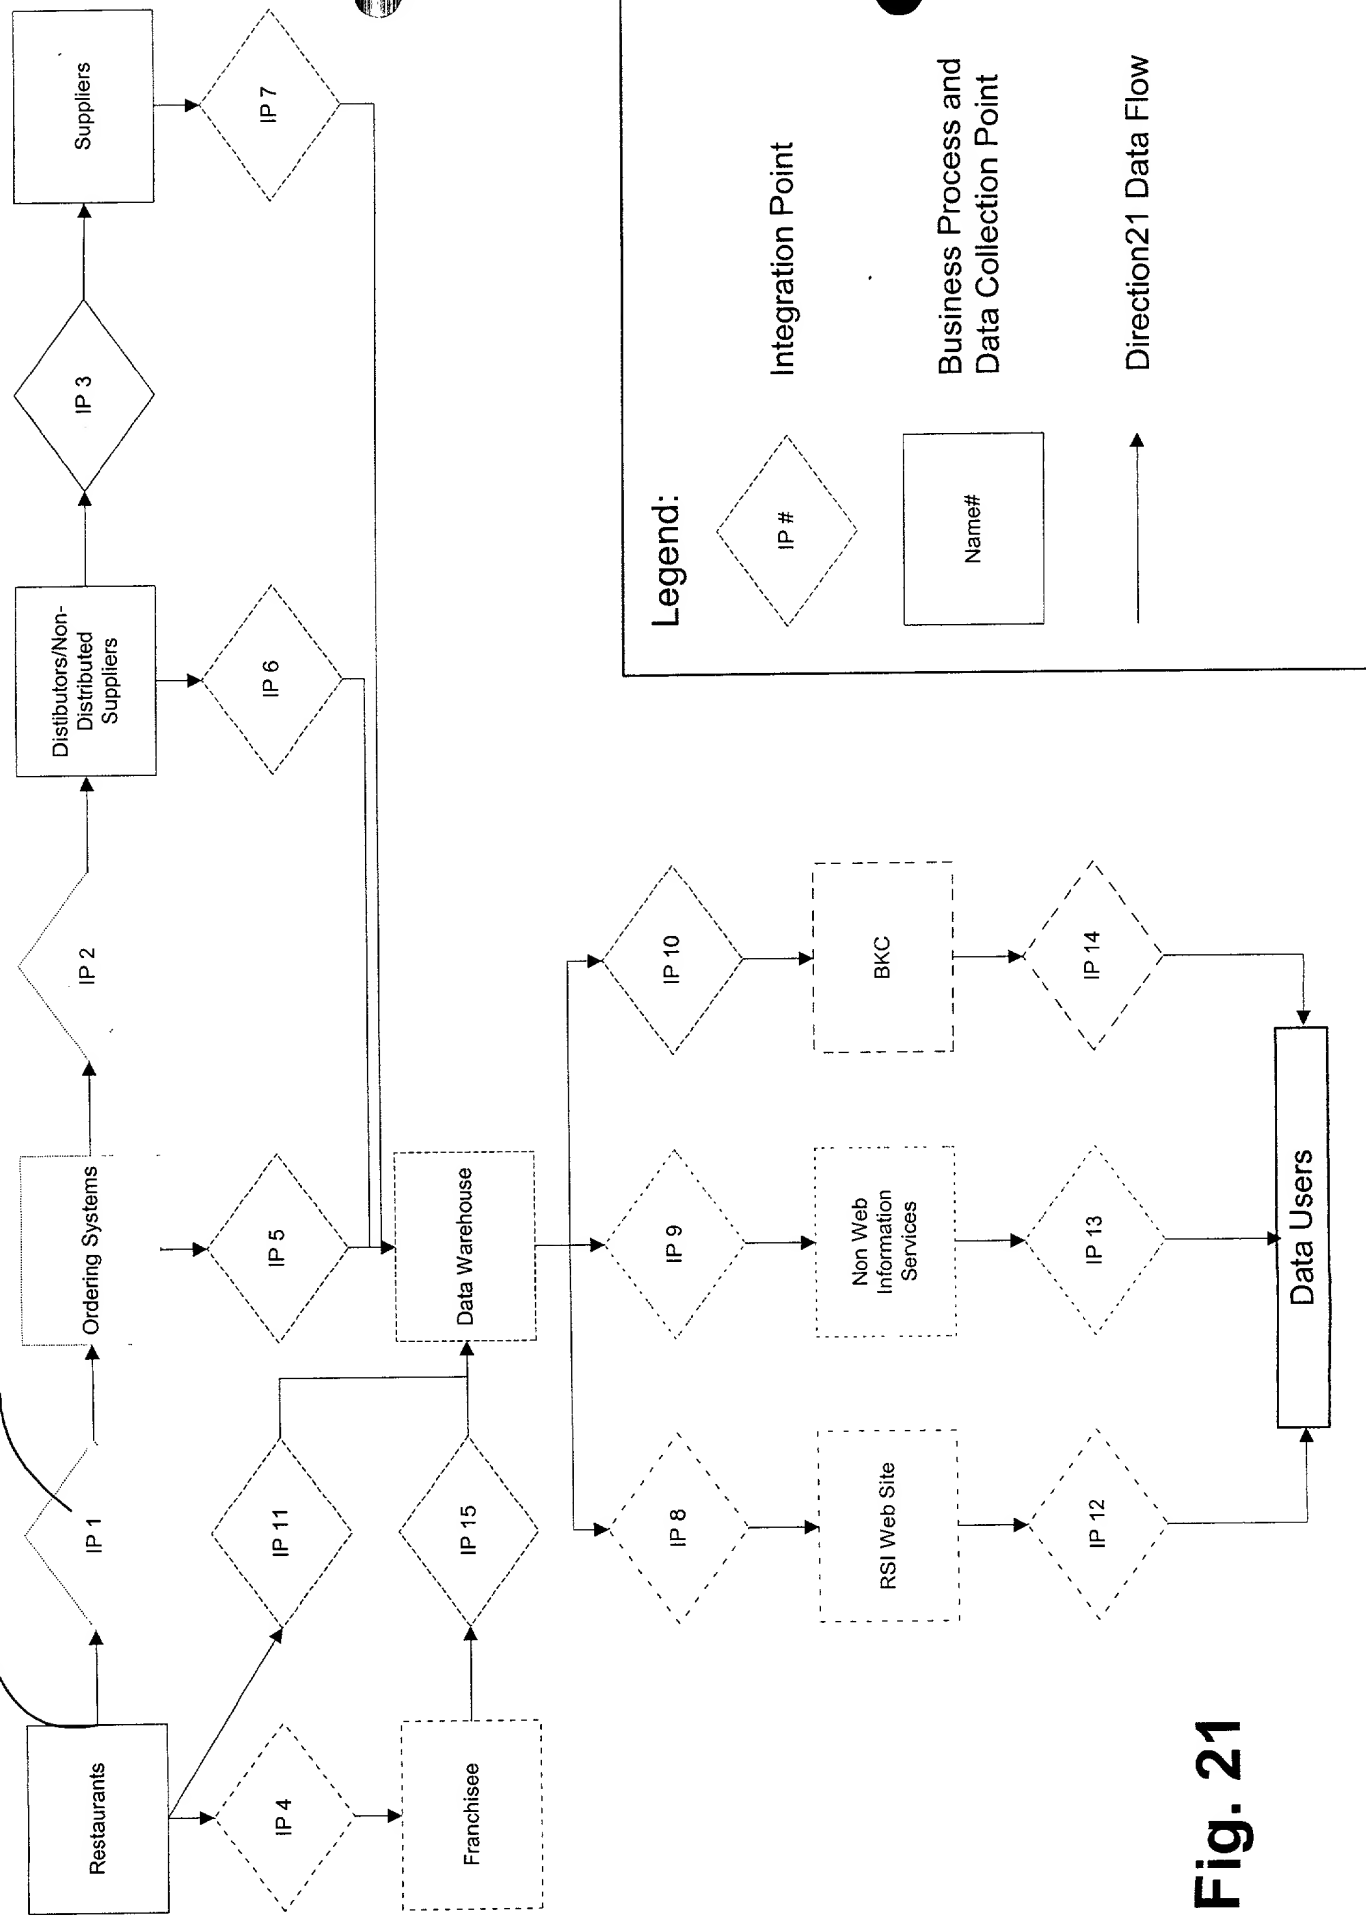 Restaurants
IP 1
Ordering Systems
IP 2
Distibutors/Non-
Distributed
Suppliers
IP 3
Suppliers
IP 4
IP 11
IP 5
IP 6
IP 7
Franchisee
IP 15
Data Warehouse
IP 8
IP 9
IP 10
RSI Web Site
Non Web
Information
Services
BKC
IP 12
IP 13
IP 14
Data Users
Legend:
IP #
Integration Point
Name#
Business Process and
Data Collection Point
Direction21 Data Flow
Fig. 21